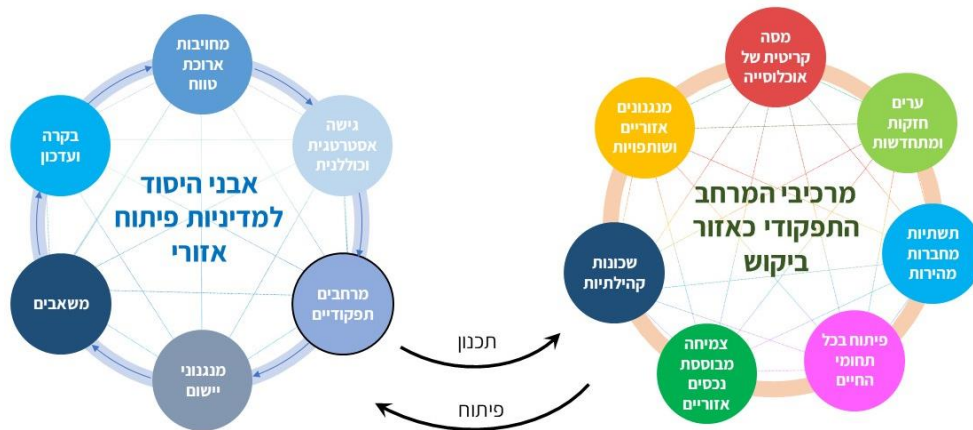 מסה
קריטית של
אוכלוסייה
ערים
חזקות
ומתחדשות
תשתיות
מחברות
מהירות
פיתוח בכל
תחומי
החיים
צמיחה
מבוססת
נכסים
אזוריים
שכונות
קהילתיות
מנגנונים
אזוריים
ושותפויות
מרכיבי המרחב
התפקודי כאזור
ביקוש
תכנון
פיתוח
מחויבות
ארוכת
טווח
גישה
אסטרטגית
וכוללנית
מרחבים
תפקודיים
מנגנוני
יישום
משאבים
בקרה
ועדכון
אבני היסוד
למדיניות פיתוח
אזורי